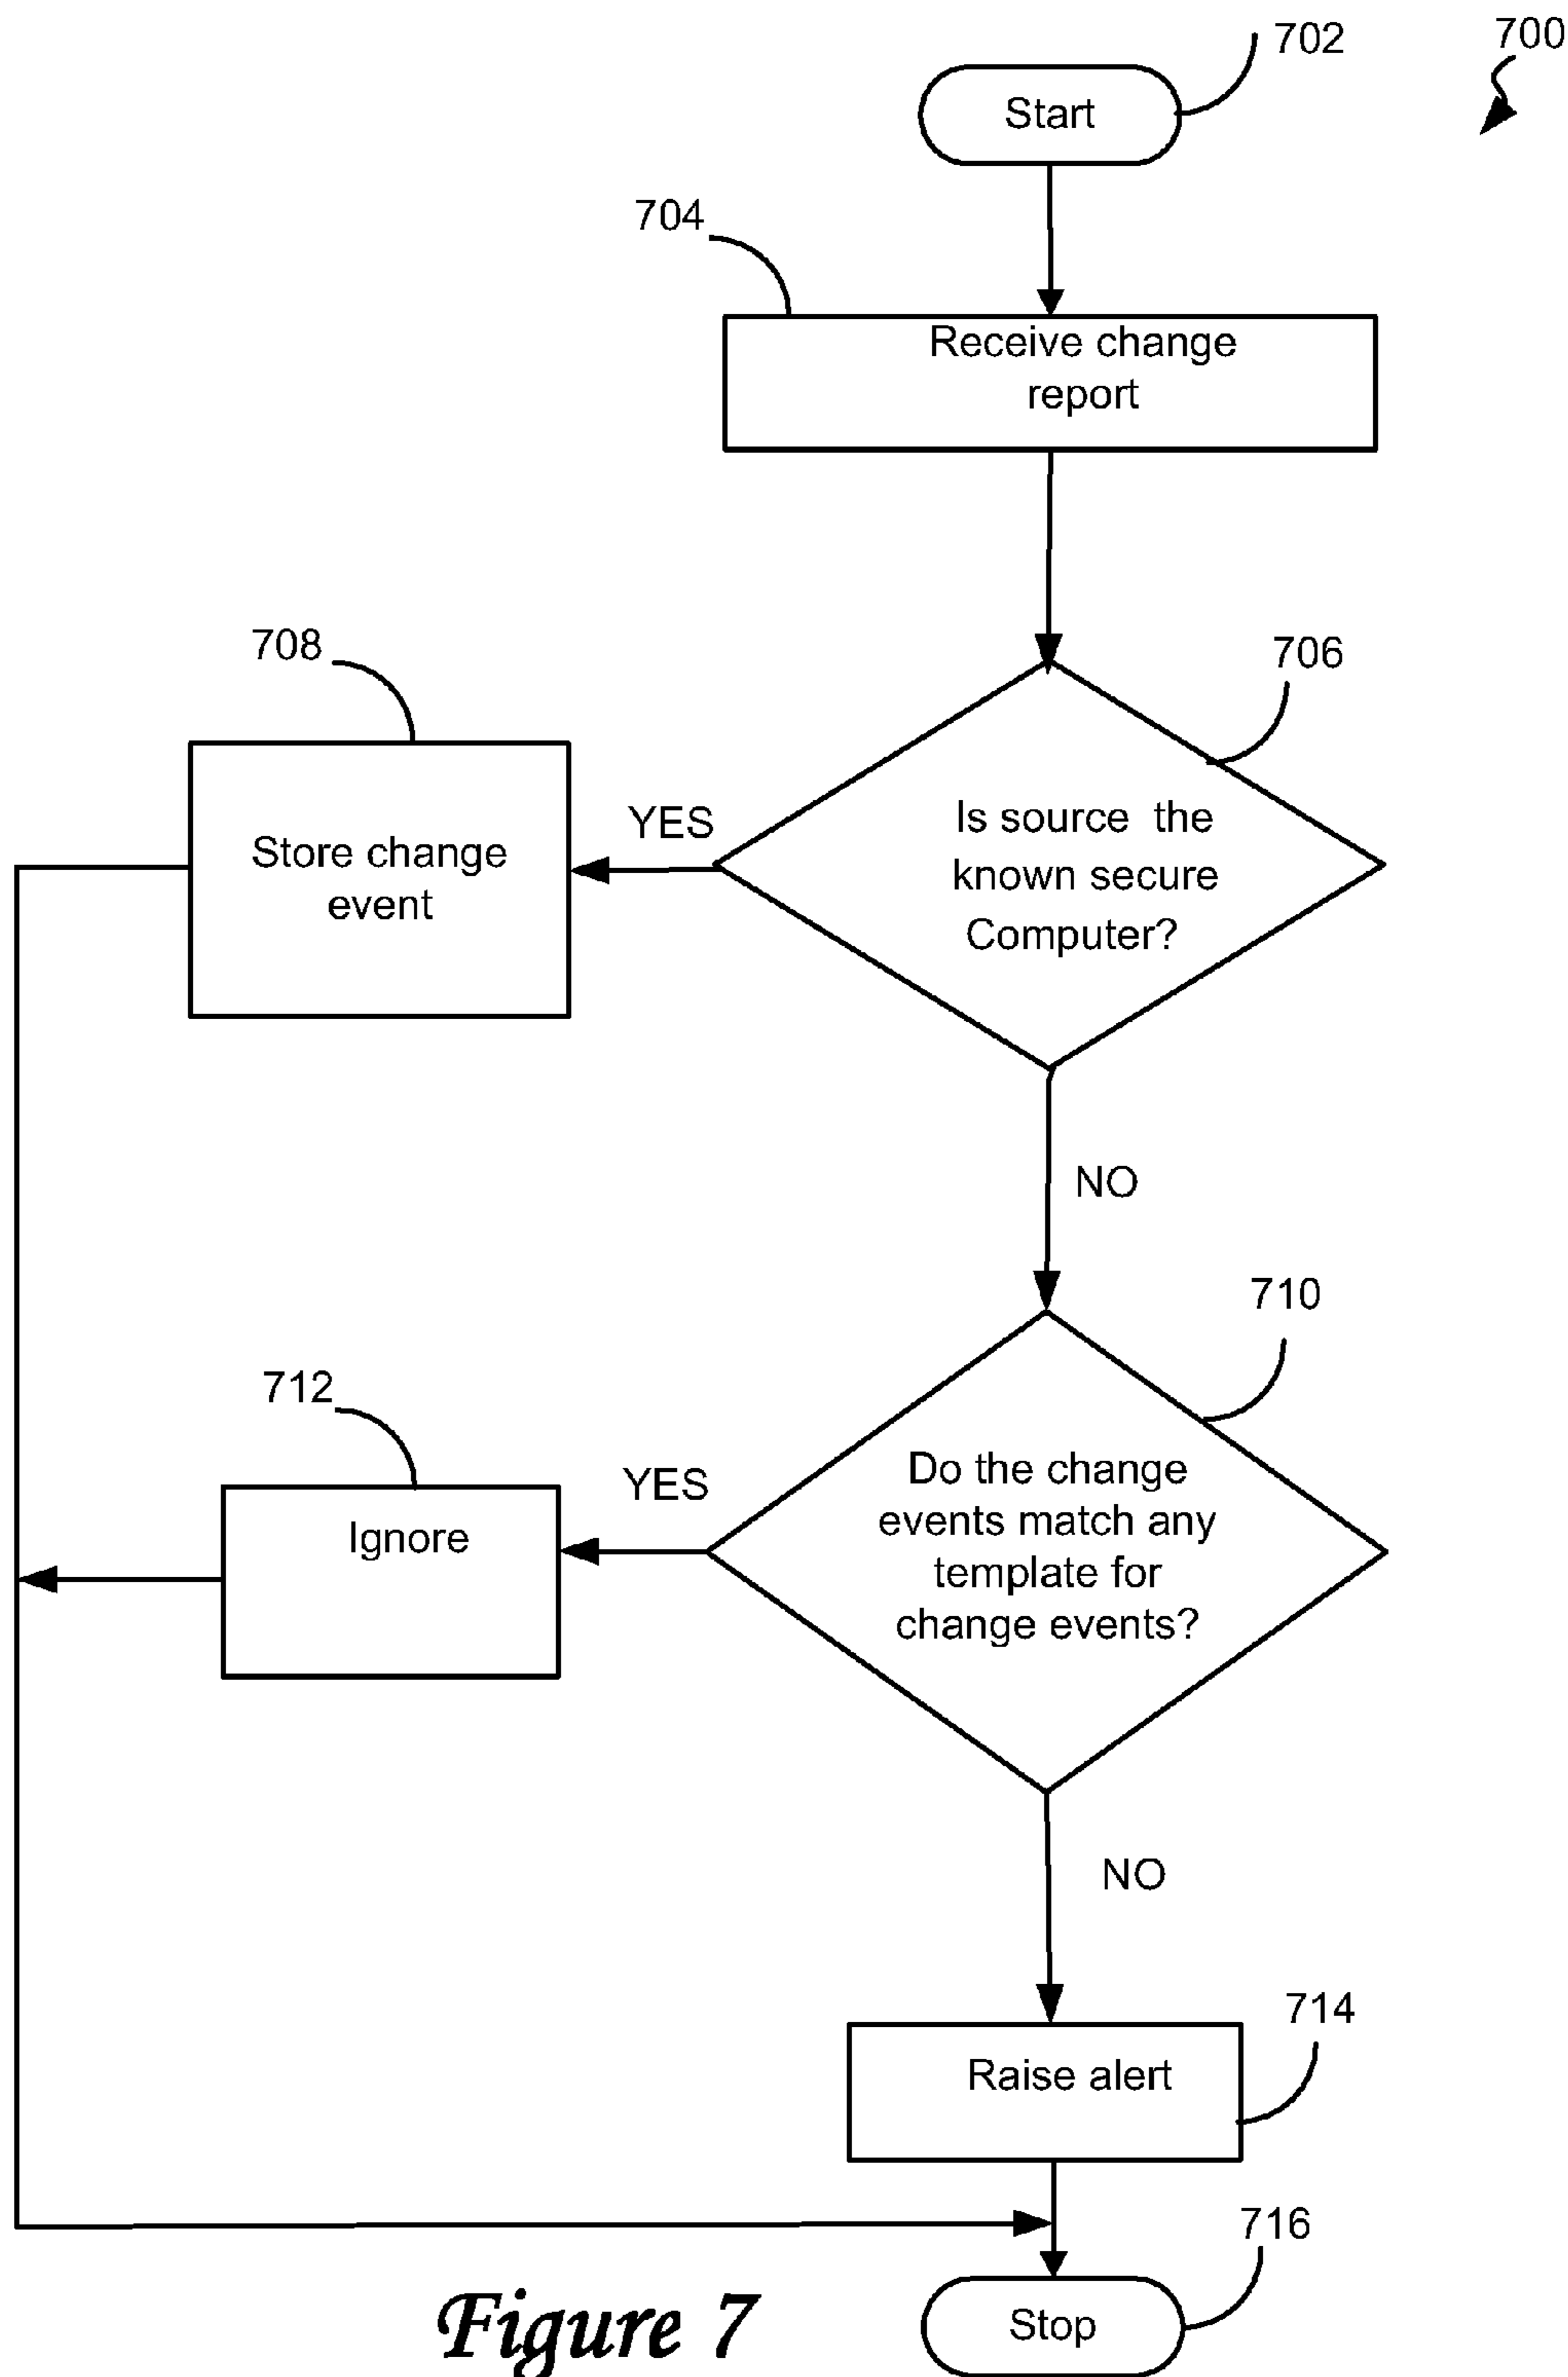 702
700
Start
704
Receive change
report
708
706
YES
Is source the
known secure
Computer?
Store change
event
NO
710
712
YES
Do the change
events match any
template for
change events?
Ignore
NO
714
Raise alert
716
Stop
Figure 7